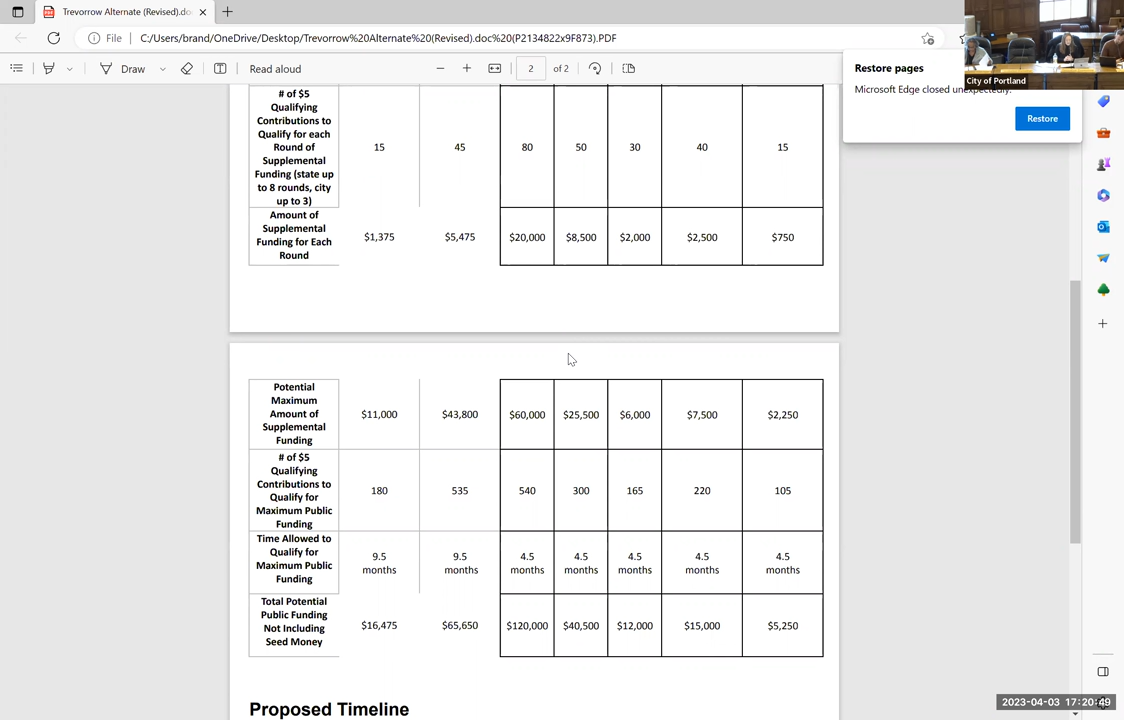 Trevorrow Alternate (Revised).do
File
C:/Users/brand/OneDrive/Desktop/Trevorrow%20Alternate%20(Revised).doc%20(P2134822x9F873).PDF
Draw
Read aloud
2
of 2
Restore pages
Microsoft Edge closed unexpectedly.
Restore
City of Portland
# of $5
Qualifying
Contributions to
Qualify for each
Round of
Supplemental
Funding (state up
to 8 rounds, city
up to 3)
15 45 80 50 30 40 15
Amount of
Supplemental
Funding for Each
Round
$1,375 $5,475 $20,000 $8,500 $2,000 $2,500 $750
Potential
Maximum
Amount of
Supplemental
Funding
$11,000 $43,800 $60,000 $25,500 $6,000 $7,500 $2,250
# of $5
Qualifying
Contributions to
Qualify for
Maximum Public
Funding
180 535 540 300 165 220 105
Time Allowed to
Qualify for
Maximum Public
Funding
9.5 9.5 4.5 4.5 4.5 4.5 4.5
months months months months months months months
Total Potential
Public Funding
Not Including
Seed Money
$16,475 $65,650 $120,000 $40,500 $12,000 $15,000 $5,250
Proposed Timeline
2023-04-03 17:20:49